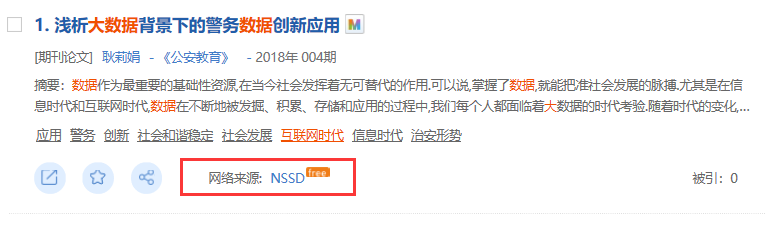 1. 浅析大数据背景下的警务数据创新应用 M
[期刊论文] 耿莉娟 - 《公安教育》 - 2018年 004期
摘要：数据作为最重要的基础性资源,在当今社会发挥着无可替代的作用.可以说,掌握了数据,就能把准社会发展的脉搏.尤其是在信
息时代和互联网时代,数据在不断地被发掘、积累、存储和应用的过程中,我们每个人都面临着大数据的时代考验.随着时代的变化,...
应用 警务 创新 社会和谐稳定 社会发展 互联网时代 信息时代 治安形势
网络来源: NSSD free 被引：0